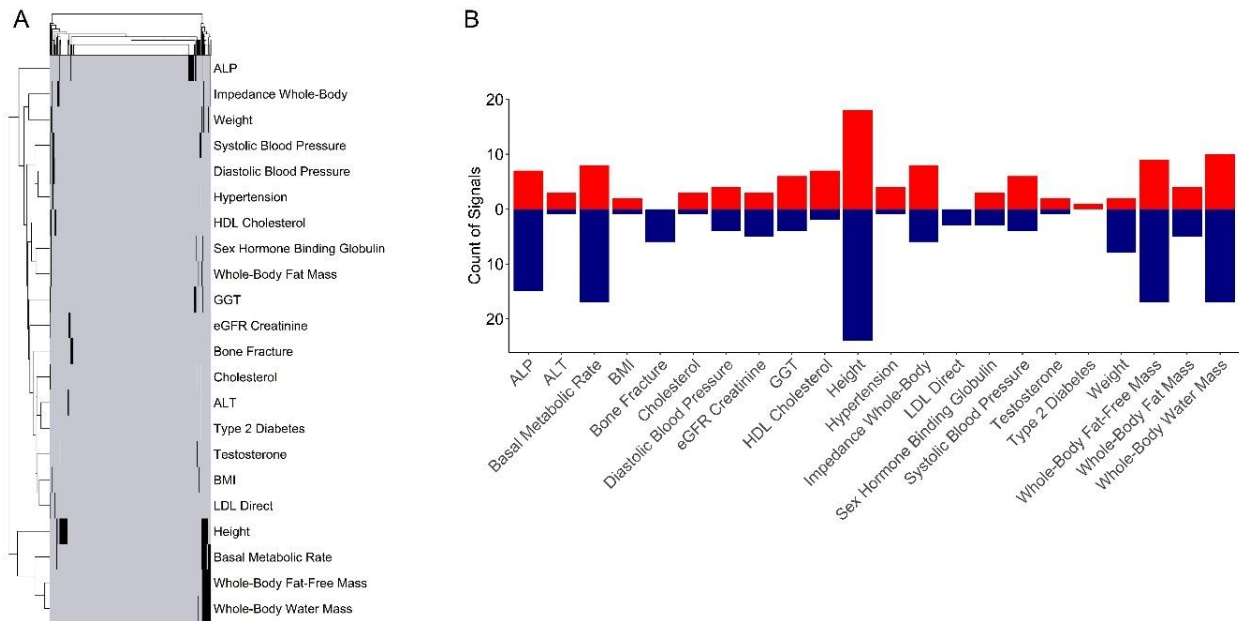 A
ALP
Impedance Whole-Body
Weight
Systolic Blood Pressure
Diastolic Blood Pressure
Hypertension
HDL Cholesterol
Sex Hormone Binding Globulin
Whole-Body Fat Mass
GGT
eGFR Creatinine
Bone Fracture
Cholesterol
ALT
Type 2 Diabetes
Testosterone
BMI
LDL Direct
Height
Basal Metabolic Rate
Whole-Body Fat-Free Mass
Whole-Body Water Mass
B
Count of Signals
20
10
0
10
20
ALP
ALT
Basal Metabolic Rate
BMI
Bone Fracture
Cholesterol
Diastolic Blood Pressure
eGFR Creatinine
GGT
HDL Cholesterol
Height
Hypertension
Impedance Whole-Body
LDL Direct
Sex Hormone Binding Globulin
Systolic Blood Pressure
Testosterone
Type 2 Diabetes
Weight
Whole-Body Fat-Free Mass
Whole-Body Fat Mass
Whole-Body Water Mass